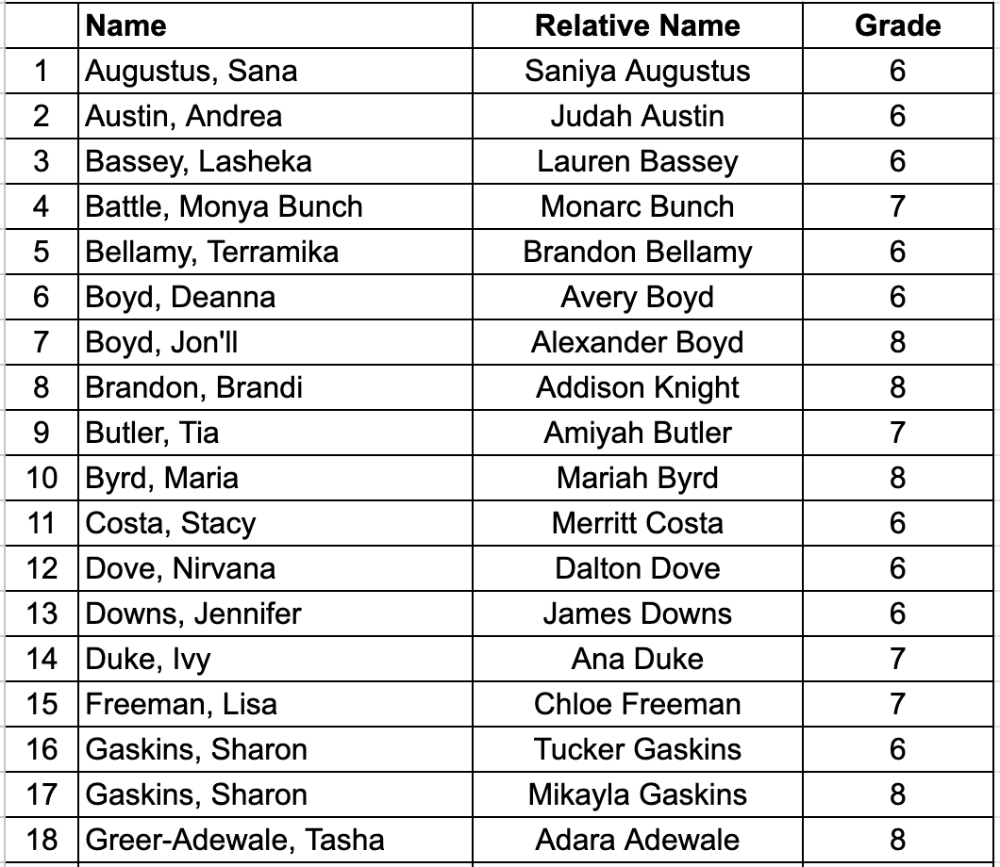 Name Relative Name Grade
1 Augustus, Sana Saniya Augustus 6
2 Austin, Andrea Judah Austin 6
3 Bassey, Lasheka Lauren Bassey 6
4 Battle, Monya Bunch Monarc Bunch 7
5 Bellamy, Terramika Brandon Bellamy 6
6 Boyd, Deanna Avery Boyd 6
7 Boyd, Jon'll Alexander Boyd 8
8 Brandon, Brandi Addison Knight 8
9 Butler, Tia Amiyah Butler 7
10 Byrd, Maria Mariah Byrd 8
11 Costa, Stacy Merritt Costa 6
12 Dove, Nirvana Dalton Dove 6
13 Downs, Jennifer James Downs 6
14 Duke, Ivy Ana Duke 7
15 Freeman, Lisa Chloe Freeman 7
16 Gaskins, Sharon Tucker Gaskins 6
17 Gaskins, Sharon Mikayla Gaskins 8
18 Greer-Adewale, Tasha Adara Adewale 8